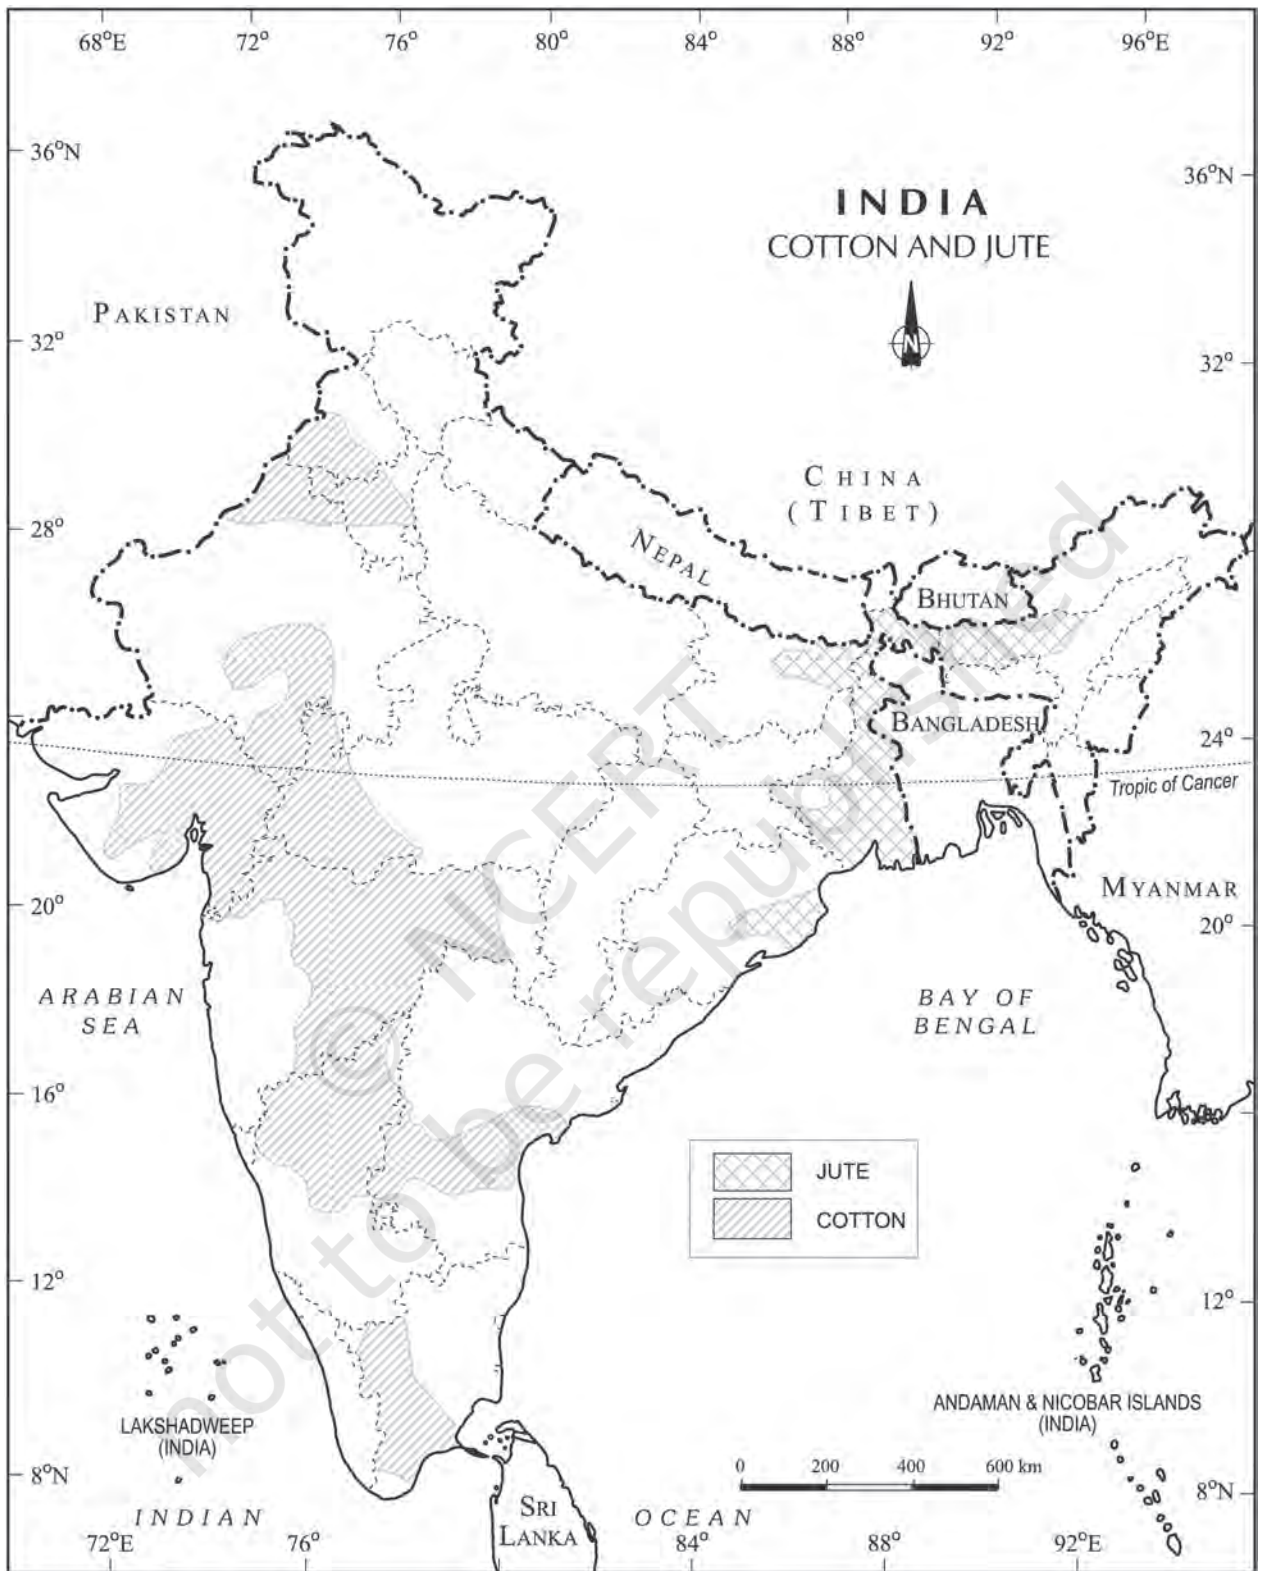 68°E 72° 76° 80° 84° 88° 92° 96°E
36°N
36°N
INDIA
COTTON AND JUTE
N
PAKISTAN
32°
32°
CHINA
(TIBET)
28°
NEPAL
BHUTAN
BANGLADESH
24°
Tropic of Cancer
MYANMAR
20°
20°
ARABIAN
SEA
BAY OF
BENGAL
16°
JUTE
COTTON
12°
12°
LAKSHADWEEP
(INDIA)
ANDAMAN & NICOBAR ISLANDS
(INDIA)
0 200 400 600 km
8°N
8°N
INDIAN
OCEAN
SRI
LANKA
72°E 76° 84° 88° 92°E
© NCERT
not to be republished